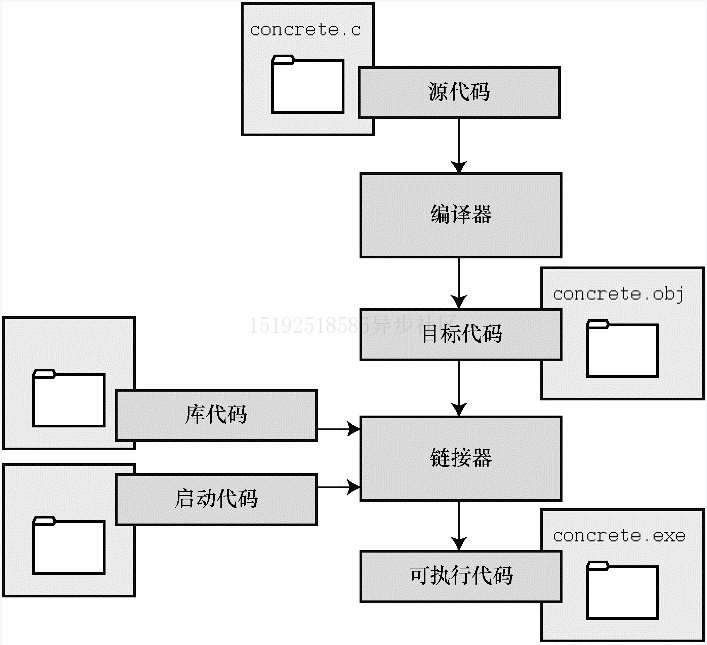 concrete.c
源代码
编译器
concrete.obj
15192518585异步社区
目标代码
库代码
链接器
启动代码
concrete.exe
可执行代码